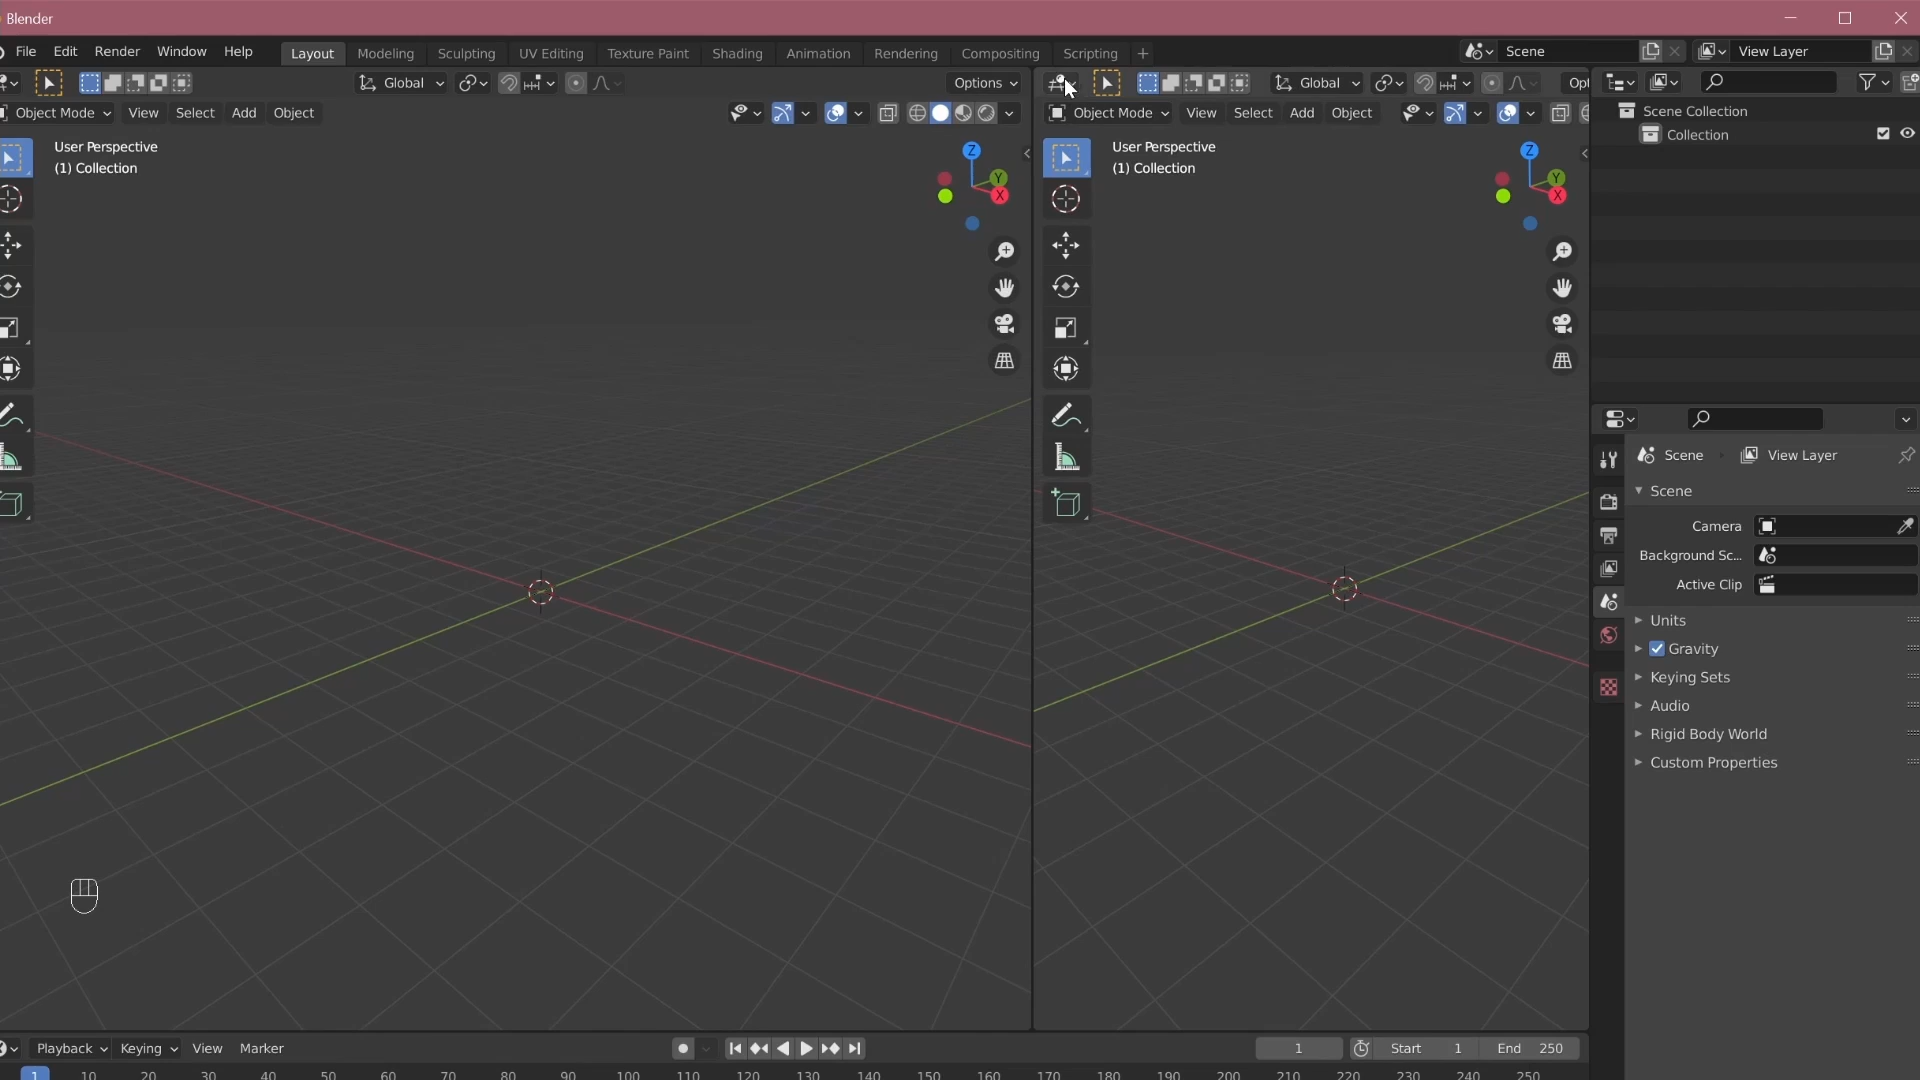 Blender
File Edit Render Window Help Layout Modeling Sculpting UV Editing Texture Paint Shading Animation Rendering Compositing Scripting + Scene View Layer
Global Options Global Opt
Object Mode View Select Add Object Object Mode View Select Add Object
Scene Collection
Collection
User Perspective
(1) Collection
Z
Y
X
User Perspective
(1) Collection
Z
Y
X
Scene View Layer
Scene
Camera
Background Sc...
Active Clip
Units
Gravity
Keying Sets
Audio
Rigid Body World
Custom Properties
Playback Keying View Marker 1 Start 1 End 250
1 10 20 30 40 50 60 70 80 90 100 110 120 130 140 150 160 170 180 190 200 210 220 230 240 250